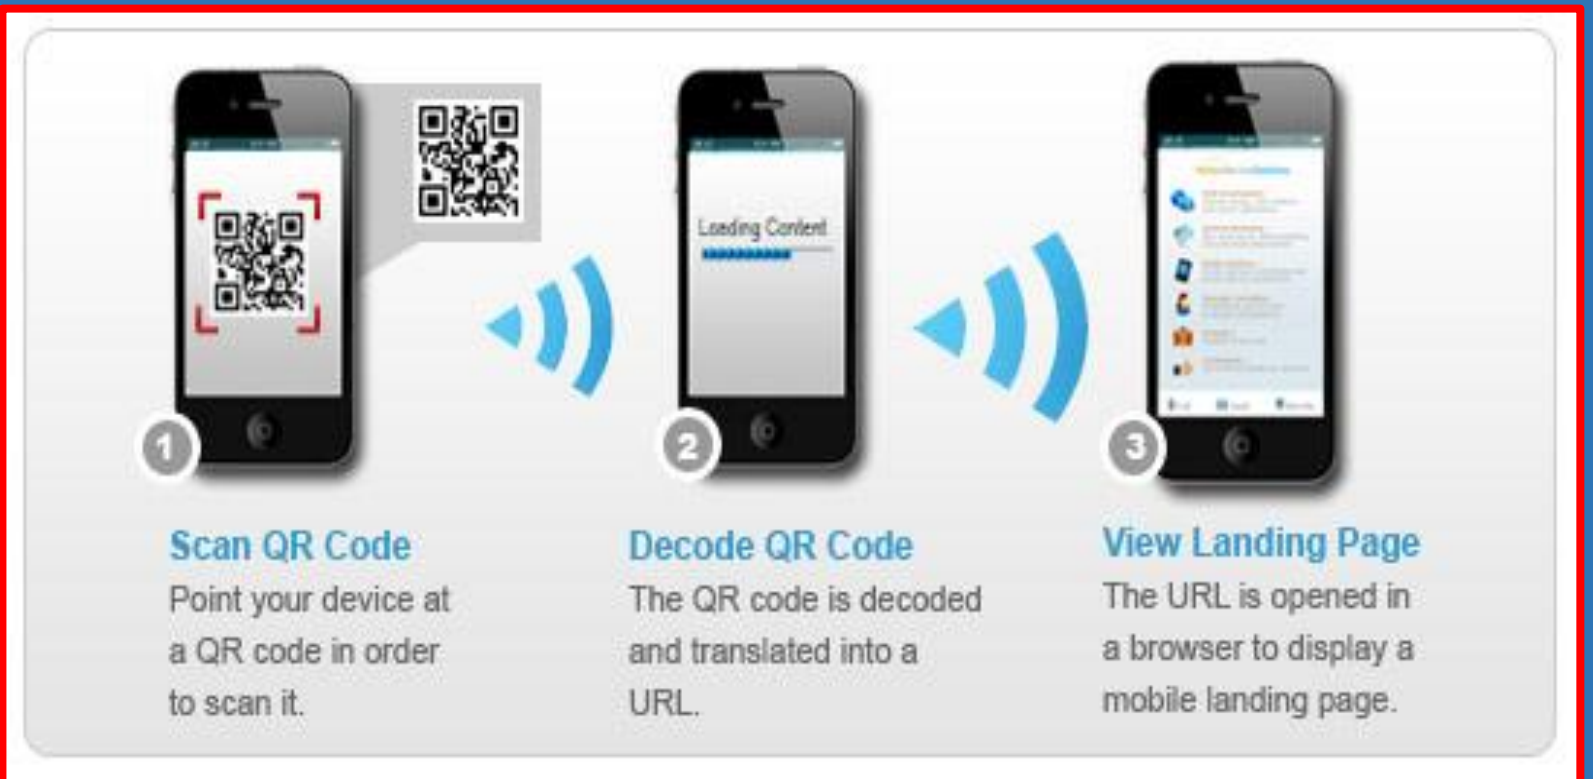 1
Scan QR Code
Point your device at
a QR code in order
to scan it.
Loading Content
2
Decode QR Code
The QR code is decoded
and translated into a
URL.
3
View Landing Page
The URL is opened in
a browser to display a
mobile landing page.